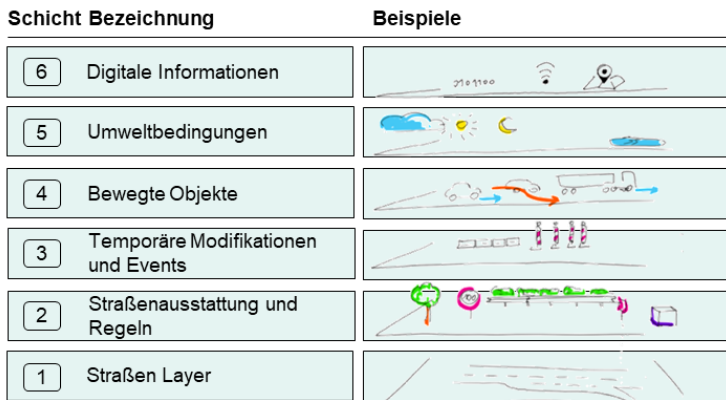 Schicht Bezeichnung Beispiele
6 Digitale Informationen
5 Umweltbedingungen
4 Bewegte Objekte
3 Temporäre Modifikationen
und Events
2 Straßenausstattung und
Regeln
1 Straßen Layer